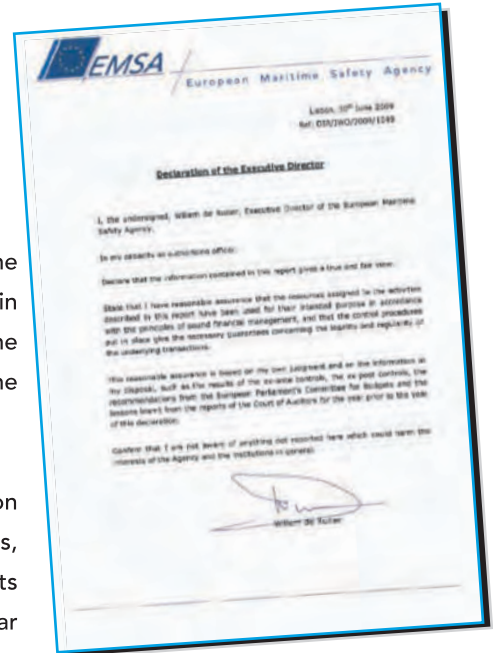 EMSA
European Maritime Safety Agency
Lisbon, 10th June 2009
Ref: DIR/IWO/2009/1249
Declaration of the Executive Director
I, the undersigned, Willem de Ruiter, Executive Director of the European Maritime
Safety Agency,
In my capacity as authorising officer,
Declare that the information contained in this report gives a true and fair view.
State that I have reasonable assurance that the resources assigned to the activities
described in this report have been used for their intended purpose in accordance
with the principles of sound financial management, and that the control procedures
put in place give the necessary guarantees concerning the legality and regularity of
the underlying transactions.
This reasonable assurance is based on my own judgment and on the information at
my disposal, such as the results of the ex-ante controls, the ex post controls, the
recommendations from the European Parliament's Committee for Budgets and the
lessons learnt from the reports of the Court of Auditors for the year prior to the year
of this declaration.
Confirm that I am not aware of anything not reported here which could harm the
interests of the Agency and the institutions in general.
Willem de Ruiter
in
on
s,
ts
ar